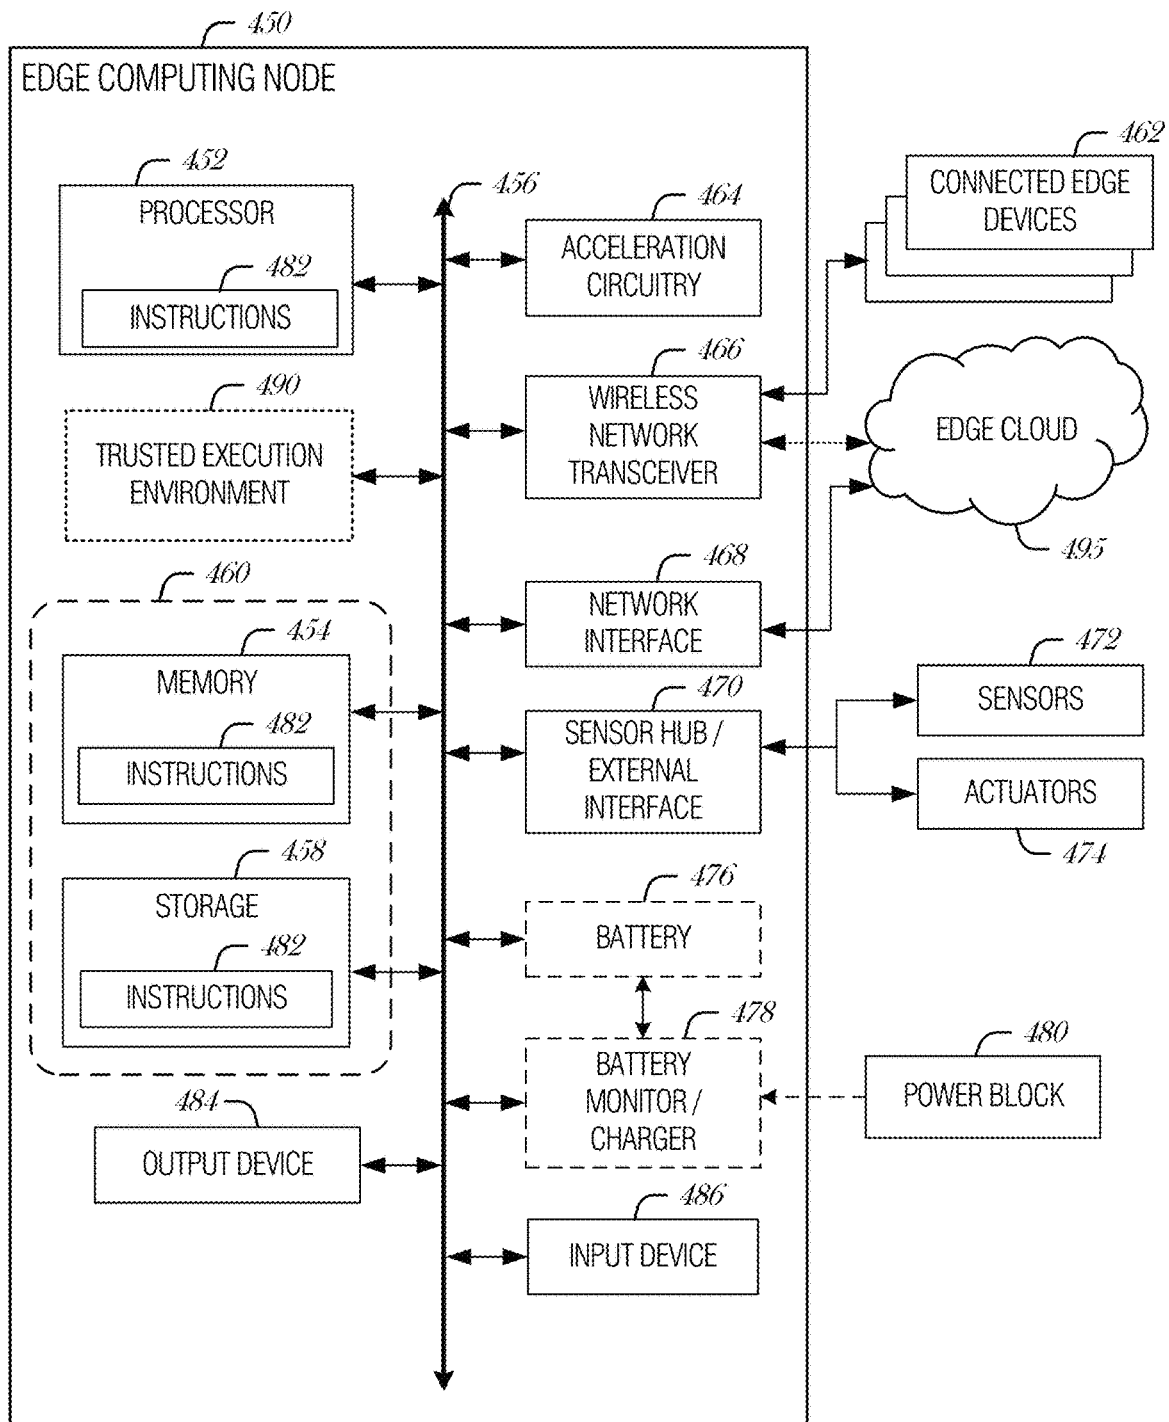 450
EDGE COMPUTING NODE
452
PROCESSOR
482
INSTRUCTIONS
490
TRUSTED EXECUTION
ENVIRONMENT
460
454
MEMORY
482
INSTRUCTIONS
458
STORAGE
482
INSTRUCTIONS
484
OUTPUT DEVICE
456
464
ACCELERATION
CIRCUITRY
466
WIRELESS
NETWORK
TRANSCEIVER
468
NETWORK
INTERFACE
470
SENSOR HUB /
EXTERNAL
INTERFACE
476
BATTERY
478
BATTERY
MONITOR /
CHARGER
486
INPUT DEVICE
462
CONNECTED EDGE
DEVICES
EDGE CLOUD
495
472
SENSORS
ACTUATORS
474
480
POWER BLOCK